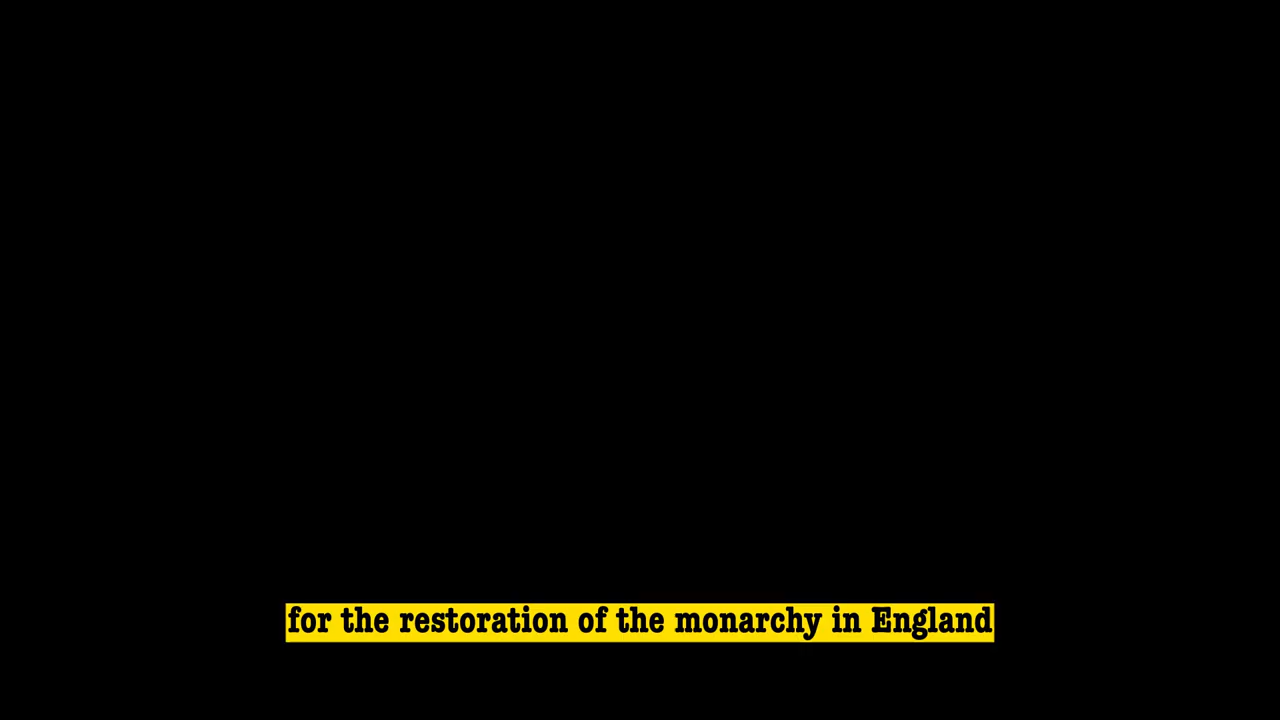 for the restoration of the monarchy in England